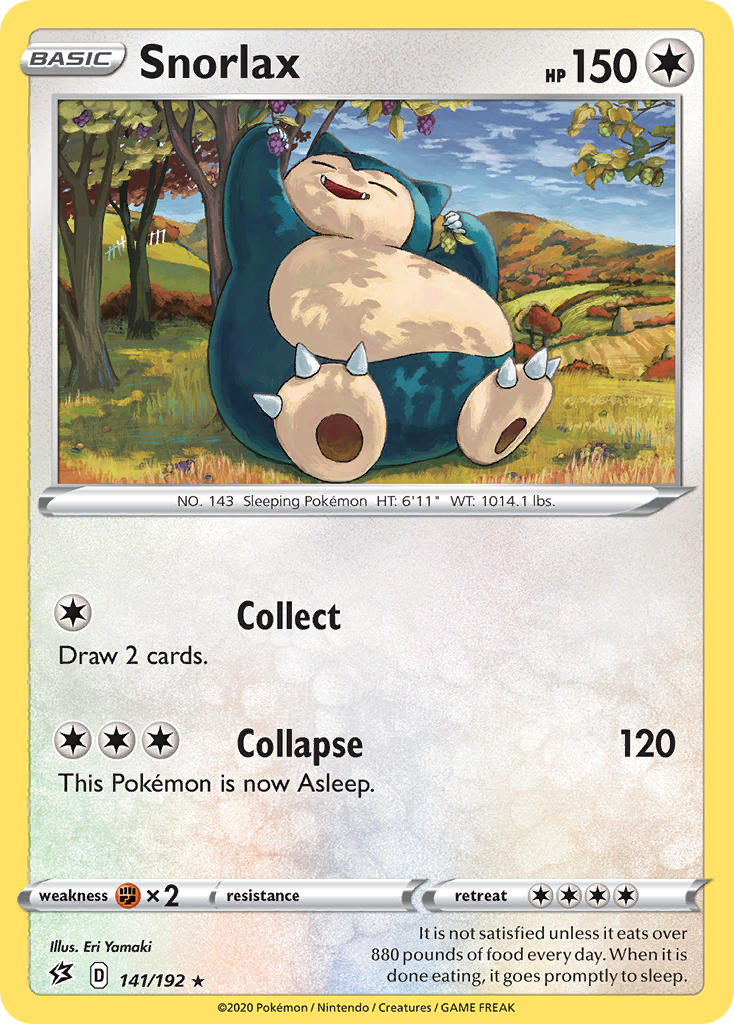 BASIC Snorlax HP 150
NO. 143 Sleeping Pokémon HT: 6'11" WT: 1014.1 lbs.
Collect
Draw 2 cards.
Collapse 120
This Pokémon is now Asleep.
weakness ×2 resistance retreat
Illus. Eri Yamaki
D 141/192 ★
It is not satisfied unless it eats over
880 pounds of food every day. When it is
done eating, it goes promptly to sleep.
©2020 Pokémon / Nintendo / Creatures / GAME FREAK